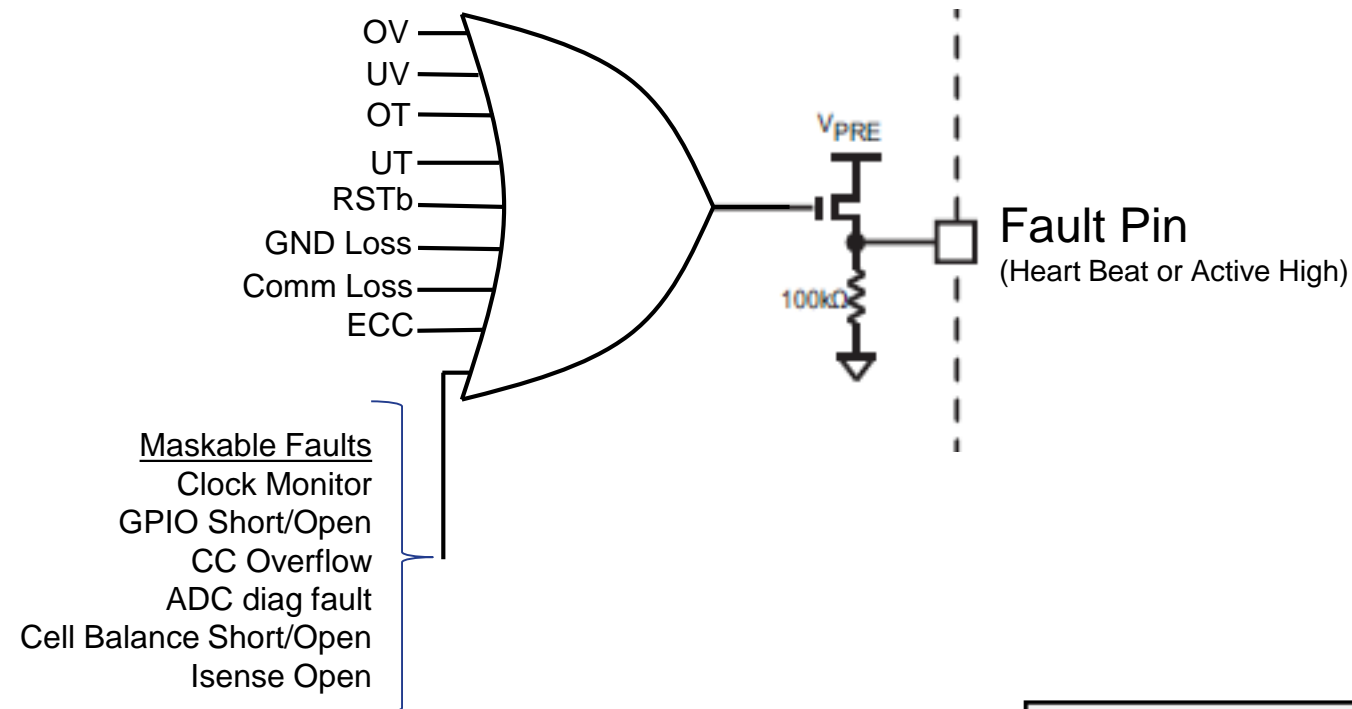 OV
UV
OT
UT
RSTb
GND Loss
Comm Loss
ECC
VPRE
100kΩ
Fault Pin
(Heart Beat or Active High)
Maskable Faults
Clock Monitor
GPIO Short/Open
CC Overflow
ADC diag fault
Cell Balance Short/Open
Isense Open